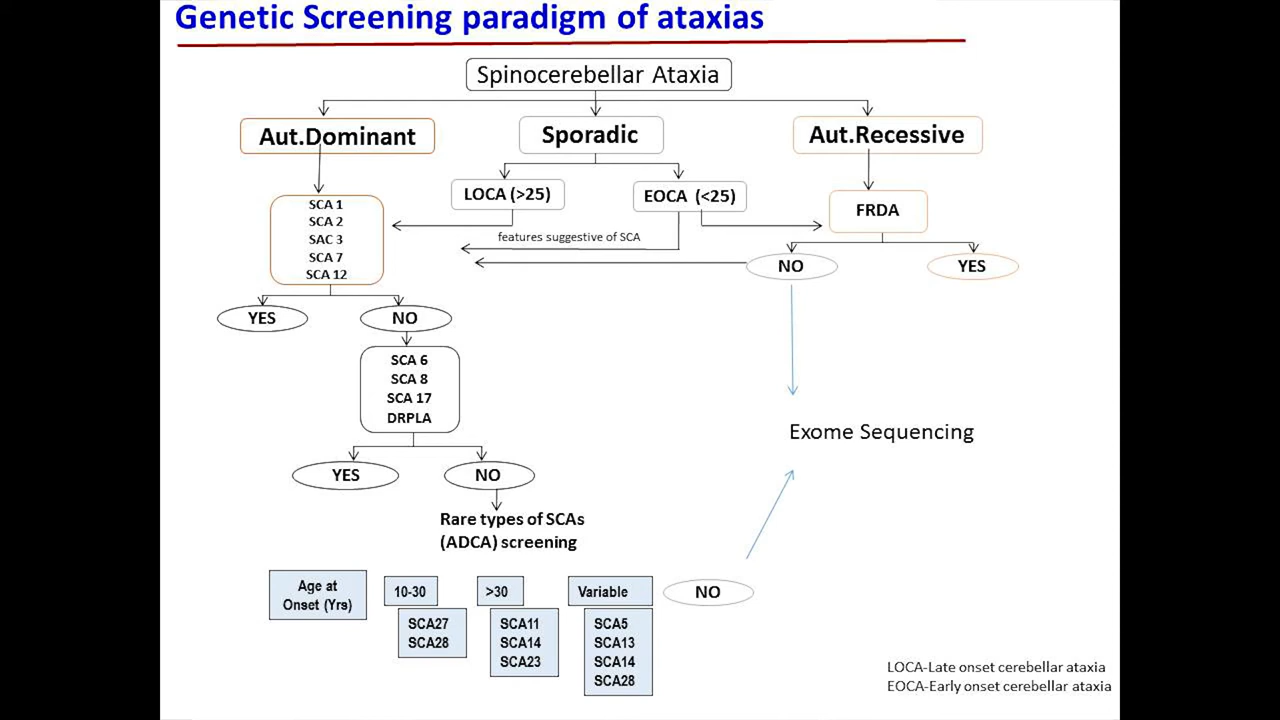 Genetic Screening paradigm of ataxias
Spinocerebellar Ataxia
Aut.Dominant
Sporadic
Aut.Recessive
LOCA (>25)
EOCA (<25)
FRDA
SCA 1
SCA 2
SAC 3
SCA 7
SCA 12
features suggestive of SCA
NO
YES
YES
NO
SCA 6
SCA 8
SCA 17
DRPLA
Exome Sequencing
YES
NO
Rare types of SCAs
(ADCA) screening
Age at
Onset (Yrs)
10-30
>30
Variable
NO
SCA27
SCA28
SCA11
SCA14
SCA23
SCA5
SCA13
SCA14
SCA28
LOCA-Late onset cerebellar ataxia
EOCA-Early onset cerebellar ataxia